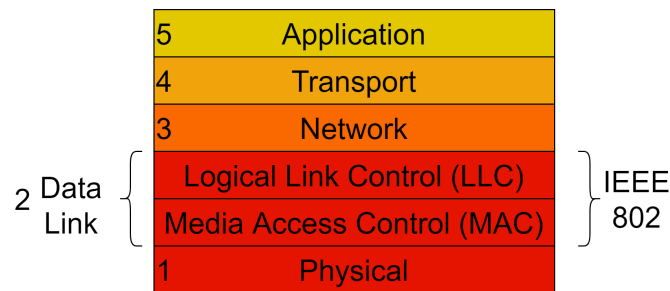 5 Application
4 Transport
3 Network
2 Data Link
Logical Link Control (LLC)
Media Access Control (MAC)
IEEE 802
1 Physical